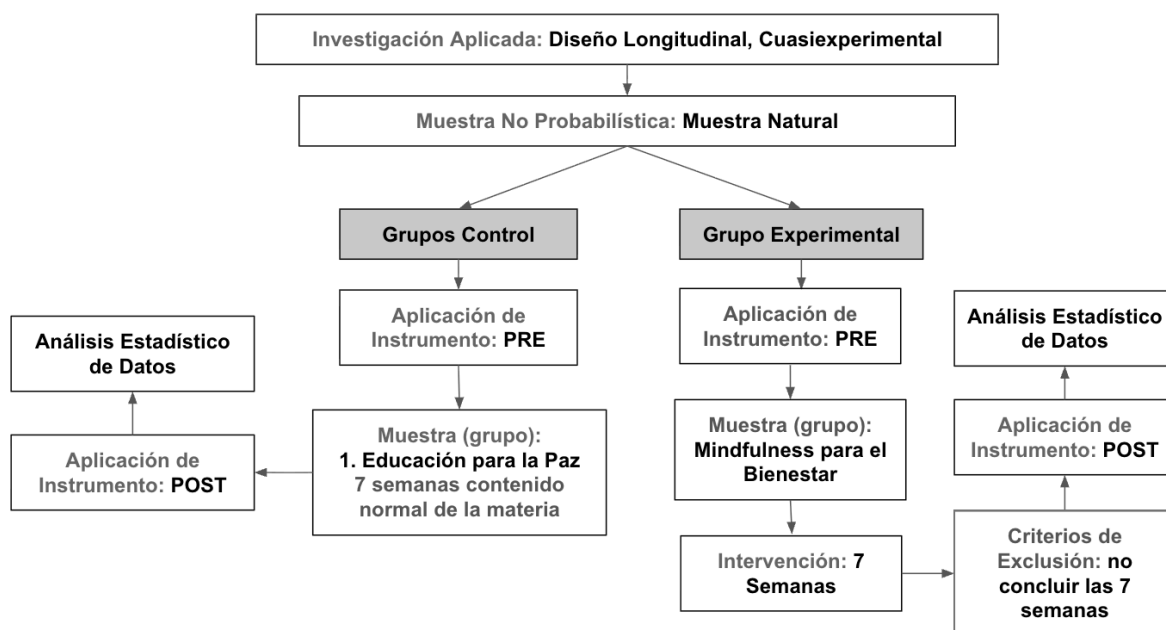 Investigación Aplicada: Diseño Longitudinal, Cuasiexperimental
Muestra No Probabilística: Muestra Natural
Grupos Control
Grupo Experimental
Aplicación de
Instrumento: PRE
Aplicación de
Instrumento: PRE
Análisis Estadístico
de Datos
Análisis Estadístico
de Datos
Muestra (grupo):
1. Educación para la Paz
7 semanas contenido
normal de la materia
Muestra (grupo):
Mindfulness para el
Bienestar
Aplicación de
Instrumento: POST
Aplicación de
Instrumento: POST
Intervención: 7
Semanas
Criterios de
Exclusión: no
concluir las 7
semanas